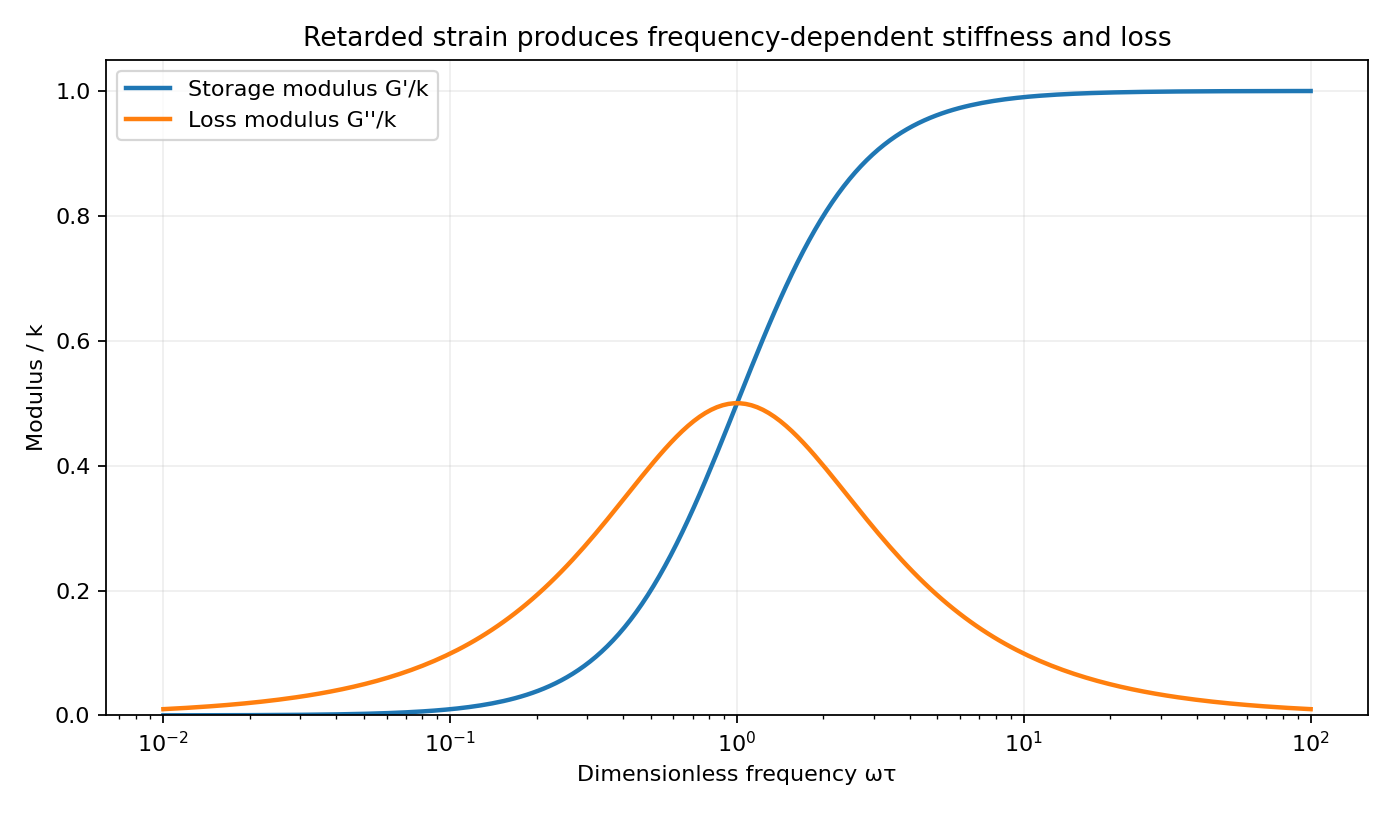 Retarded strain produces frequency-dependent stiffness and loss
Storage modulus G'/k
Loss modulus G''/k
Modulus / k
1.0
0.8
0.6
0.4
0.2
0.0
10⁻² 10⁻¹ 10⁰ 10¹ 10²
Dimensionless frequency ωτ